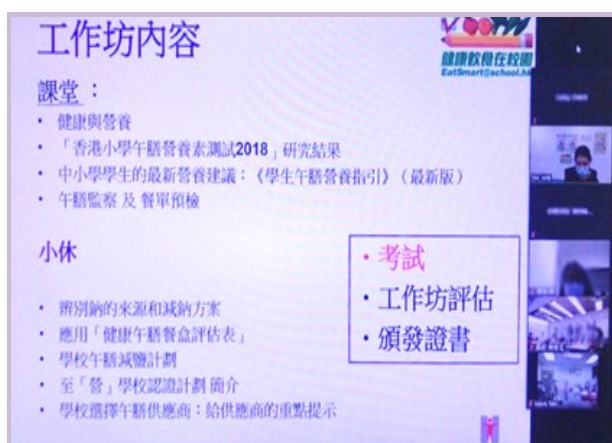 工作坊內容
健康飲食在校園
EatSmart@school.hk
課堂：
• 健康與營養
• 「香港小學午膳營養素測試2018」研究結果
• 中小學學生的最新營養建議：《學生午膳營養指引》（最新版）
• 午膳監察 及 餐單預檢
小休
• 辨別鈉的來源和減鈉方案
• 應用「健康午膳餐盒評估表」
• 學校午膳減鹽計劃
• 至「營」學校認證計劃 簡介
• 學校選擇午膳供應商：給供應商的重點提示
• 考試
• 工作坊評估
• 頒發證書